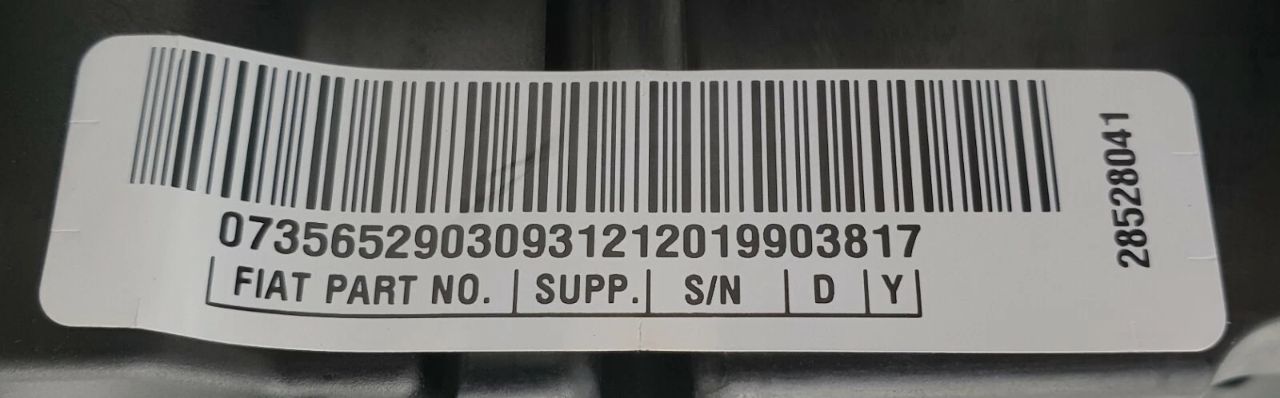 07356529030931212019903817
FIAT PART NO. | SUPP. | S/N | D | Y
28528041